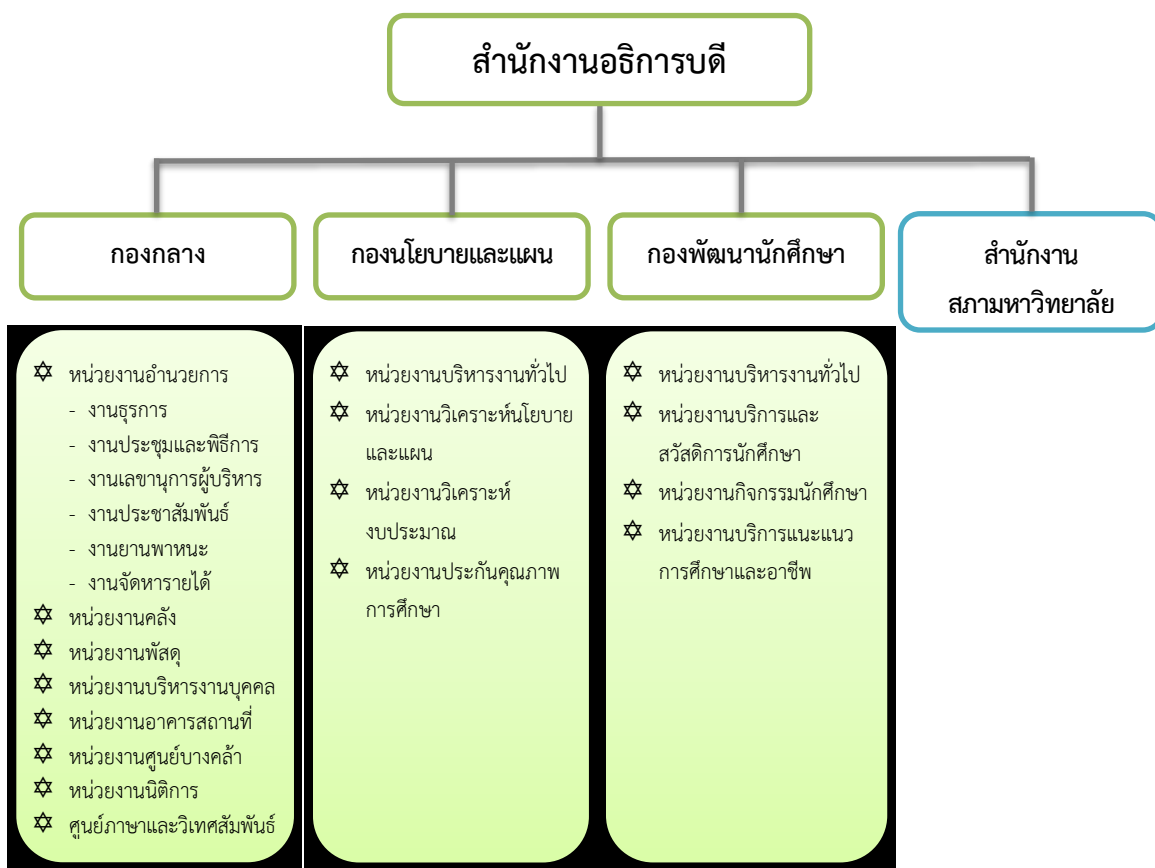 สำนักงานอธิการบดี
กองกลาง
กองนโยบายและแผน
กองพัฒนานักศึกษา
สำนักงาน
สภามหาวิทยาลัย
หน่วยงานอำนวยการ
- งานธุรการ
- งานประชุมและพิธีการ
- งานเลขานุการผู้บริหาร
- งานประชาสัมพันธ์
- งานยานพาหนะ
- งานจัดหารายได้
หน่วยงานคลัง
หน่วยงานพัสดุ
หน่วยงานบริหารงานบุคคล
หน่วยงานอาคารสถานที่
หน่วยงานศูนย์บางคล้า
หน่วยงานนิติการ
ศูนย์ภาษาและวิเทศสัมพันธ์
หน่วยงานบริหารงานทั่วไป
หน่วยงานวิเคราะห์นโยบาย
และแผน
หน่วยงานวิเคราะห์
งบประมาณ
หน่วยงานประกันคุณภาพ
การศึกษา
หน่วยงานบริหารงานทั่วไป
หน่วยงานบริการและ
สวัสดิการนักศึกษา
หน่วยงานกิจกรรมนักศึกษา
หน่วยงานบริการแนะแนว
การศึกษาและอาชีพ